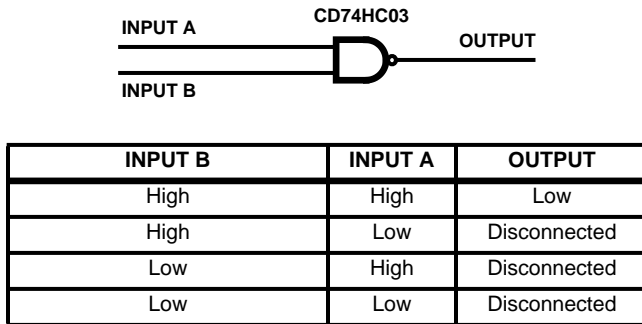 CD74HC03
INPUT A
OUTPUT
INPUT B
INPUT B INPUT A OUTPUT
High High Low
High Low Disconnected
Low High Disconnected
Low Low Disconnected